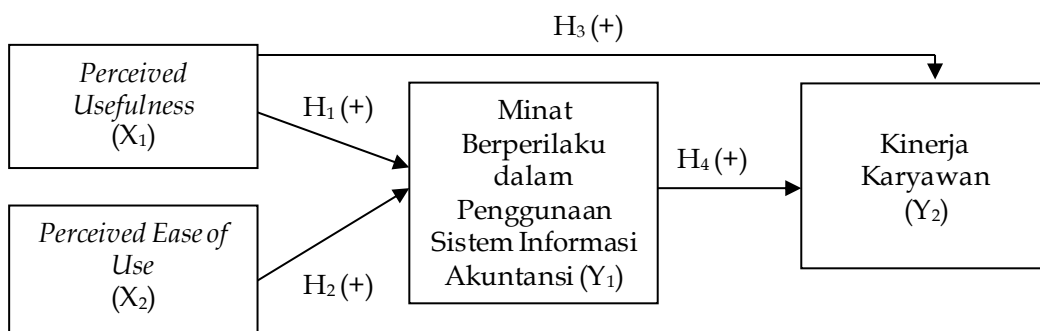 H₃ (+)
Perceived
Usefulness
(X₁)
H₁ (+)
Minat
Berperilaku
dalam
Penggunaan
Sistem Informasi
Akuntansi (Y₁)
H₄ (+)
Kinerja
Karyawan
(Y₂)
Perceived Ease of
Use
(X₂)
H₂ (+)